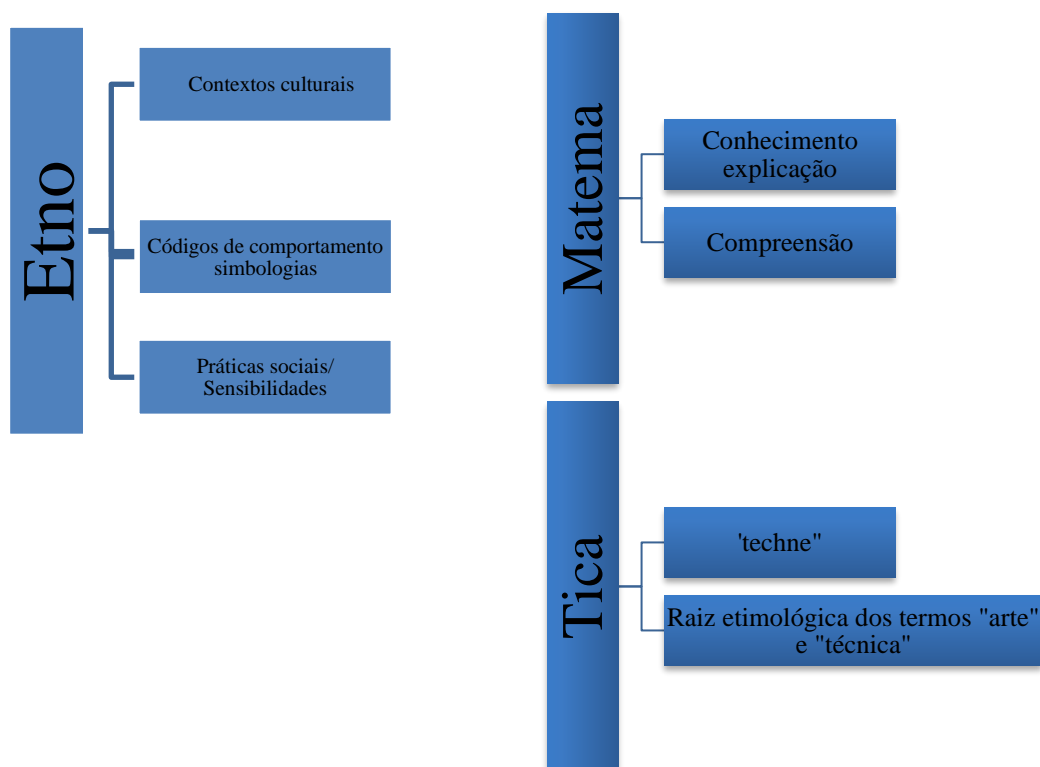 Etno
Contextos culturais
Códigos de comportamento
simbologias
Práticas sociais/
Sensibilidades
Matema
Conhecimento
explicação
Compreensão
Tica
'techne"
Raiz etimológica dos termos "arte"
e "técnica"